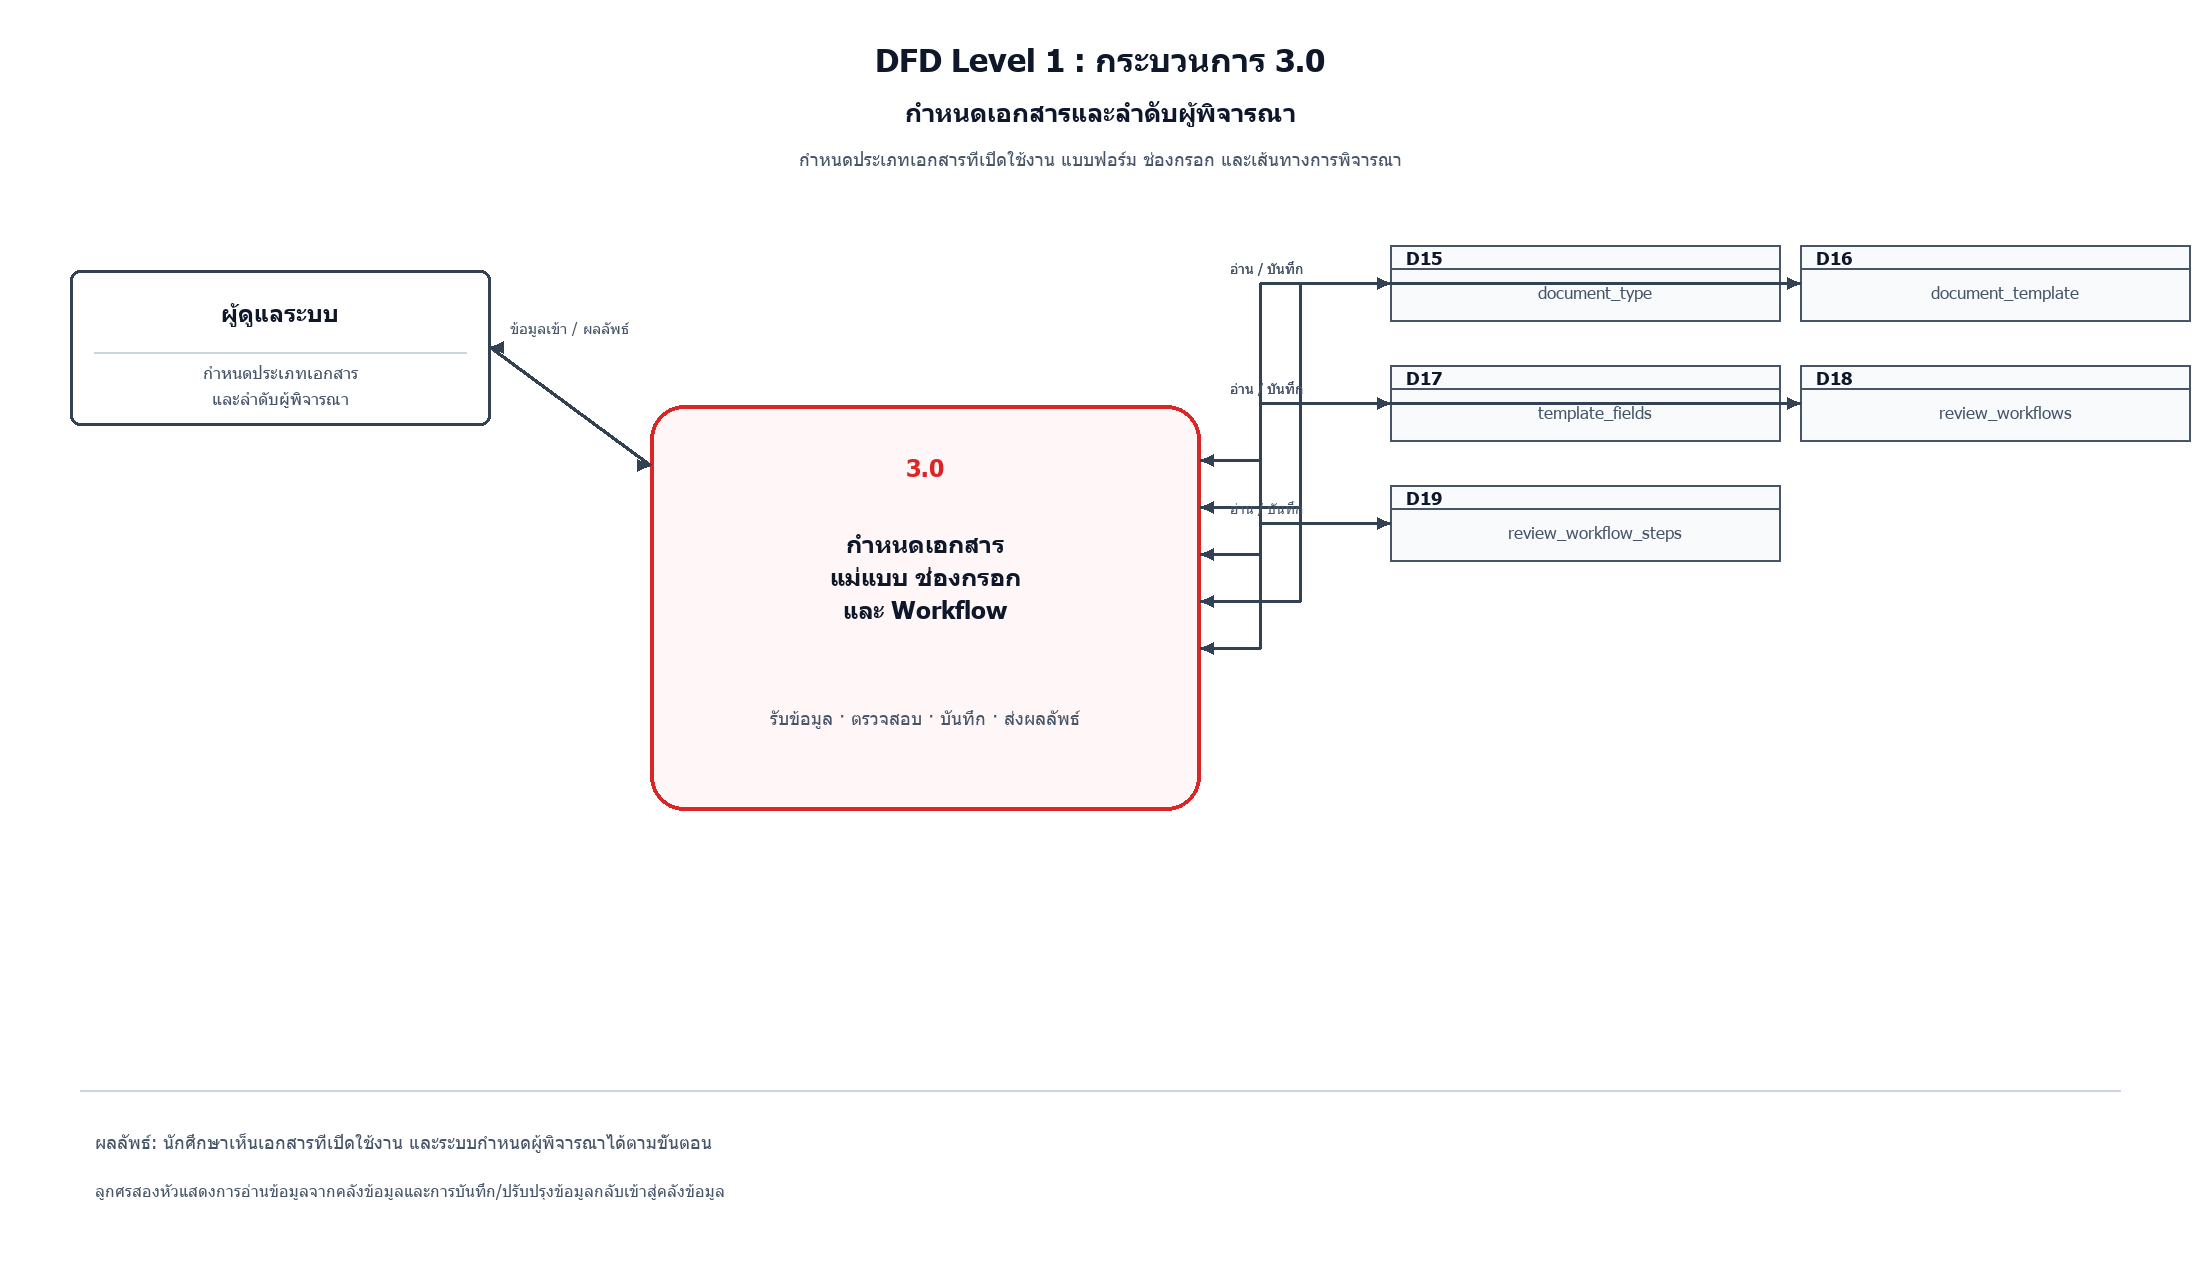 DFD Level 1 : กระบวนการ 3.0
กำหนดเอกสารและลำดับผู้พิจารณา
กำหนดประเภทเอกสารที่เปิดใช้งาน แบบฟอร์ม ช่องกรอก และเส้นทางการพิจารณา
ผู้ดูแลระบบ
กำหนดประเภทเอกสาร
และลำดับผู้พิจารณา
ข้อมูลเข้า / ผลลัพธ์
3.0
กำหนดเอกสาร
แม่แบบ ช่องกรอก
และ Workflow
รับข้อมูล · ตรวจสอบ · บันทึก · ส่งผลลัพธ์
อ่าน / บันทึก
D15
document_type
D16
document_template
อ่าน / บันทึก
D17
template_fields
D18
review_workflows
อ่าน / บันทึก
D19
review_workflow_steps
ผลลัพธ์: นักศึกษาเห็นเอกสารที่เปิดใช้งาน และระบบกำหนดผู้พิจารณาได้ตามขั้นตอน
ลูกศรสองหัวแสดงการอ่านข้อมูลจากคลังข้อมูลและการบันทึก/ปรับปรุงข้อมูลกลับเข้าสู่คลังข้อมูล